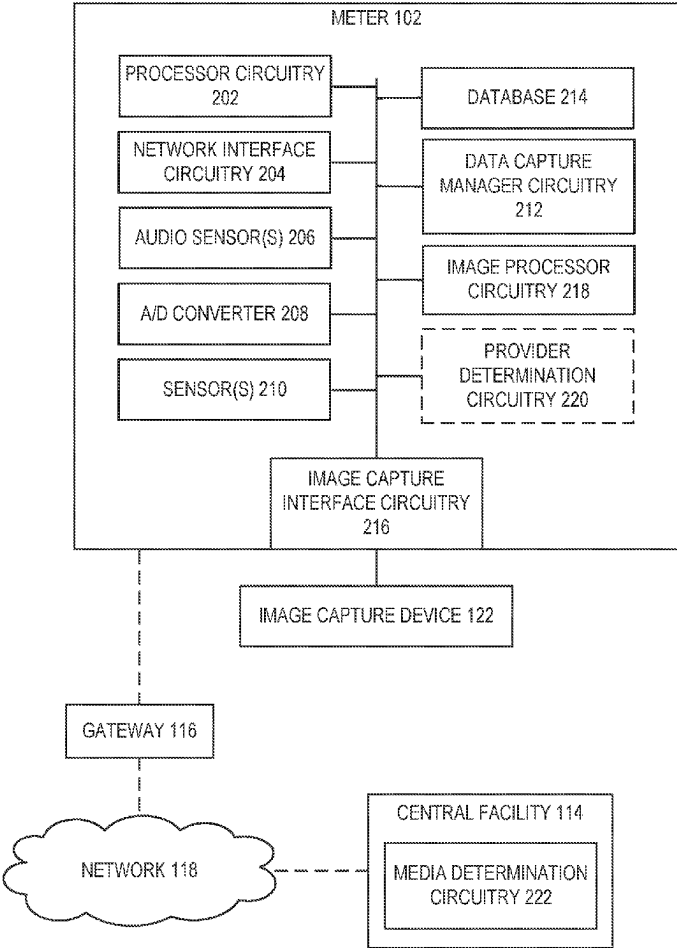 METER 102
PROCESSOR CIRCUITRY
202
NETWORK INTERFACE
CIRCUITRY 204
AUDIO SENSOR(S) 206
A/D CONVERTER 208
SENSOR(S) 210
DATABASE 214
DATA CAPTURE
MANAGER CIRCUITRY
212
IMAGE PROCESSOR
CIRCUITRY 218
PROVIDER
DETERMINATION
CIRCUITRY 220
IMAGE CAPTURE
INTERFACE CIRCUITRY
216
IMAGE CAPTURE DEVICE 122
GATEWAY 116
NETWORK 118
CENTRAL FACILITY 114
MEDIA DETERMINATION
CIRCUITRY 222